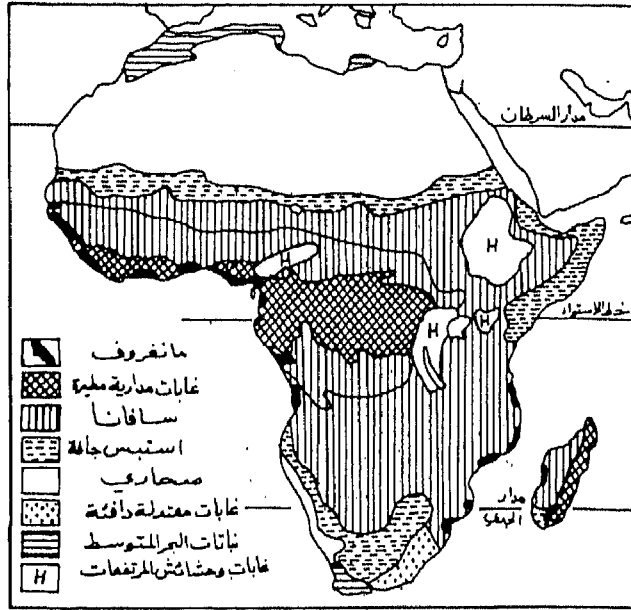 مدار السرطان
H
H
خط الاستواء
H
H
مانغروف
غابات مدارية مطيرة
سافانا
استبس جافة
صحاري
مدار
الجدي
غابات معتدلة دافئة
نباتات البحر المتوسط
H غابات وحشائش المرتفعات